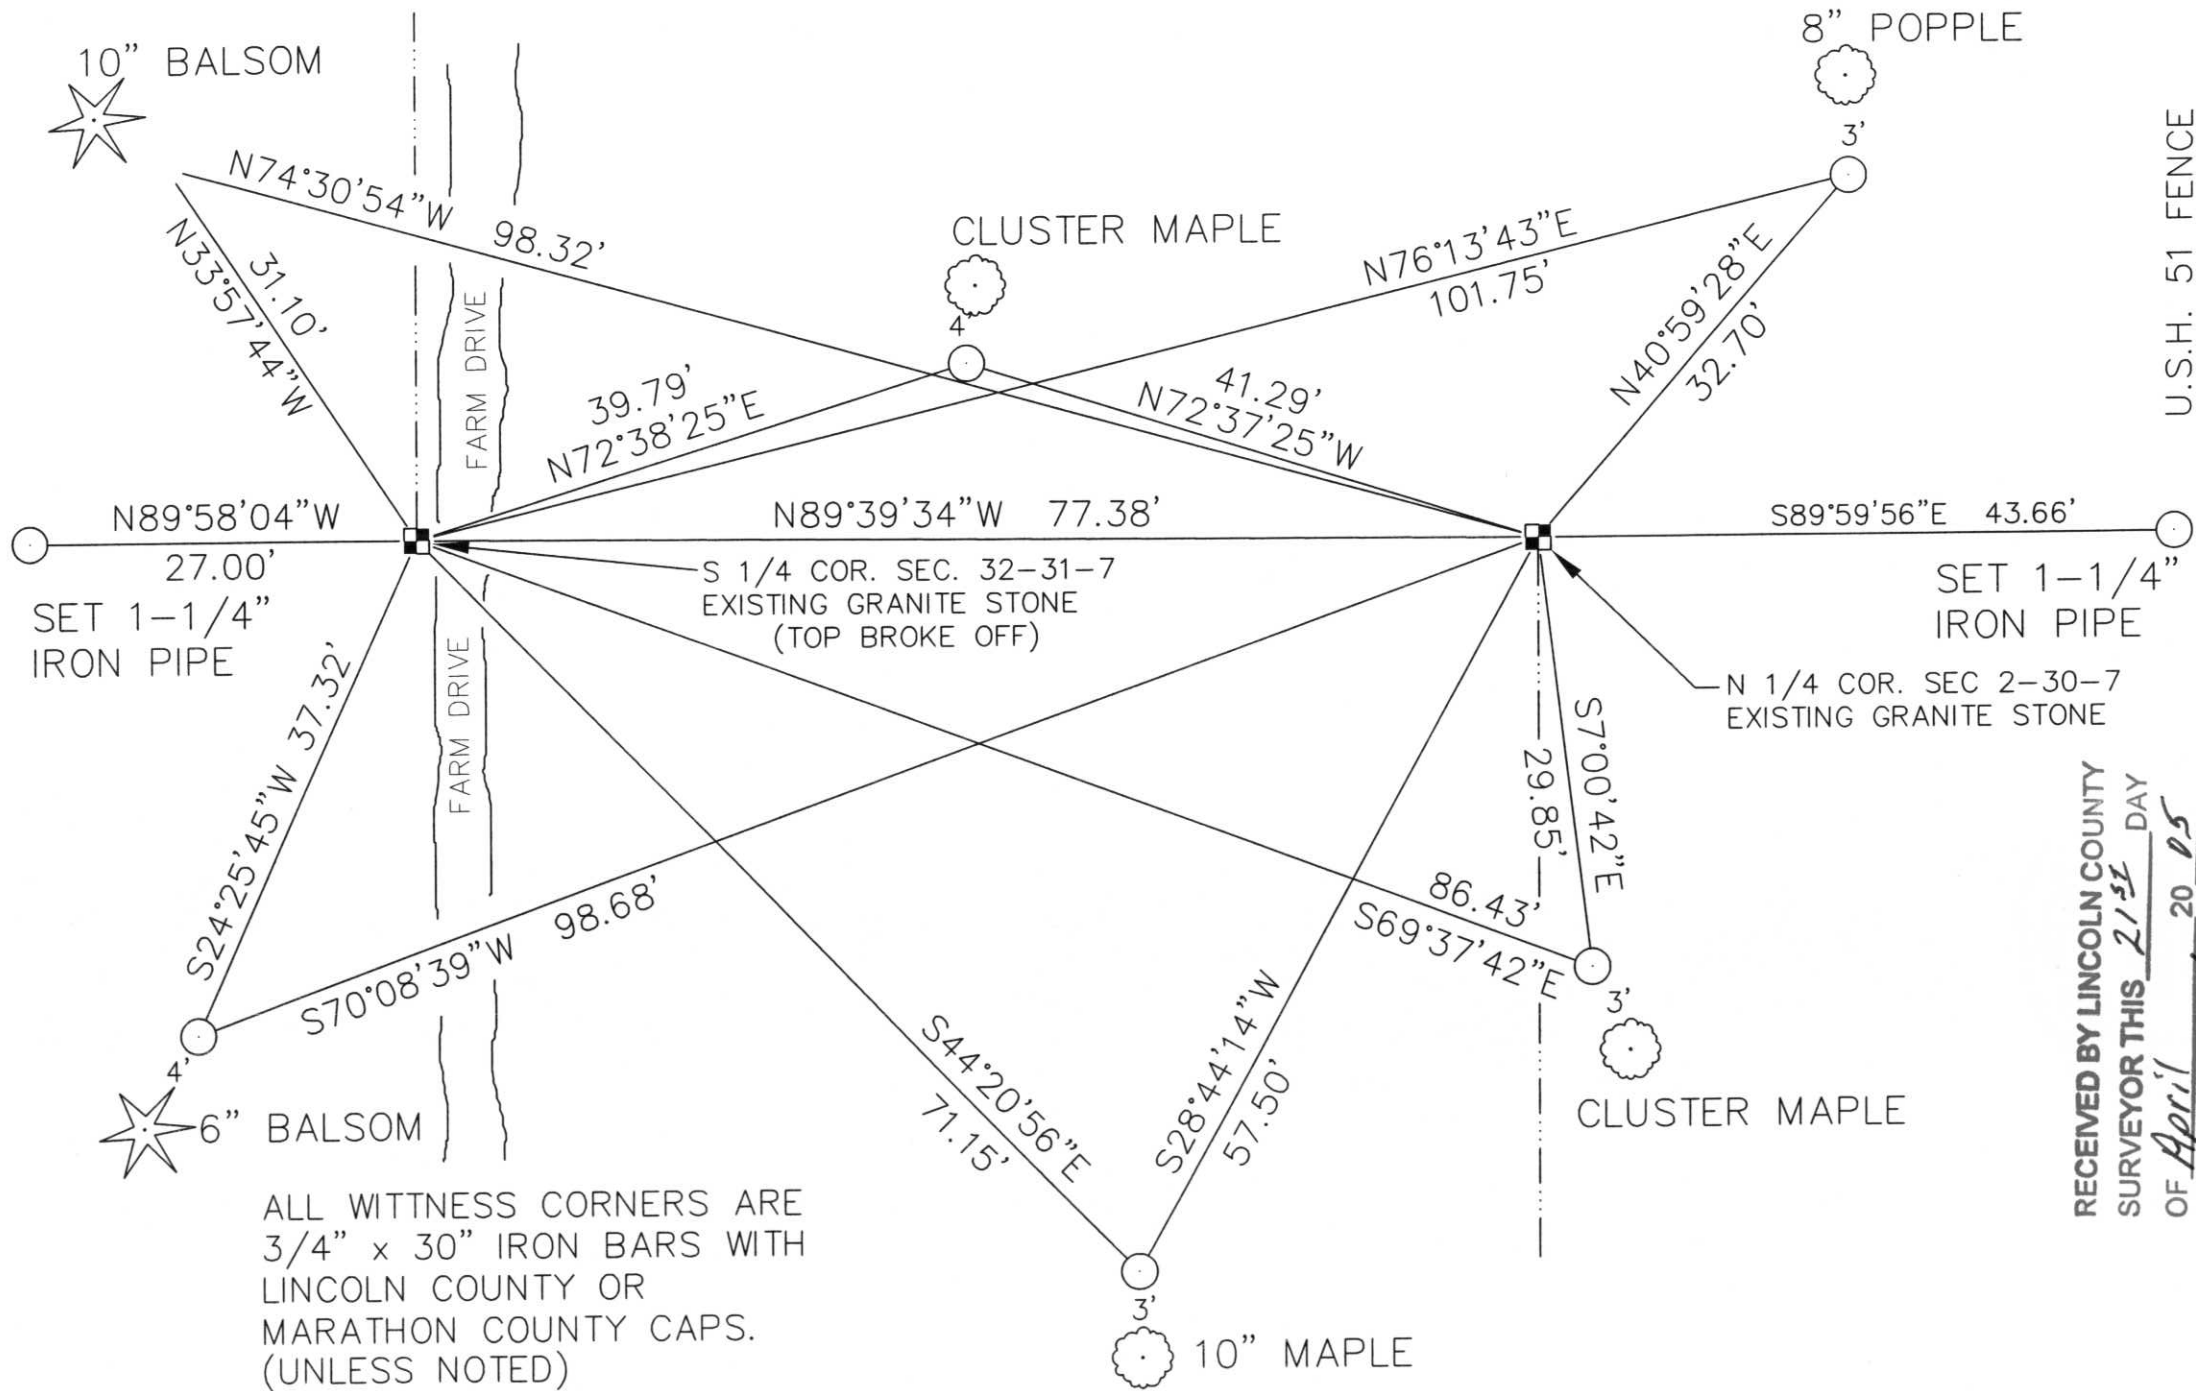 10” BALSOM
8” POPPLE
3’
U.S.H. 51 FENCE
N74°30’54”W 98.32’
N33°57’44”W
31.10’
FARM DRIVE
CLUSTER MAPLE
4’
N76°13’43”E
101.75’
N40°59’28”E
32.70’
39.79’
N72°38’25”E
41.29’
N72°37’25”W
N89°58’04”W
27.00’
SET 1-1/4”
IRON PIPE
N89°39’34”W 77.38’
S 1/4 COR. SEC. 32-31-7
EXISTING GRANITE STONE
(TOP BROKE OFF)
S89°59’56”E 43.66’
SET 1-1/4”
IRON PIPE
N 1/4 COR. SEC 2-30-7
EXISTING GRANITE STONE
FARM DRIVE
S24°25’45”W 37.32’
S70°08’39”W 98.68’
4’
6” BALSOM
S44°20’56”E
71.15’
S28°44’14”W
57.50’
3’
10” MAPLE
86.43’
S69°37’42”E
29.85’
S7°00’42”E
3’
CLUSTER MAPLE
ALL WITTNESS CORNERS ARE
3/4” x 30” IRON BARS WITH
LINCOLN COUNTY OR
MARATHON COUNTY CAPS.
(UNLESS NOTED)
RECEIVED BY LINCOLN COUNTY
SURVEYOR THIS 21st DAY
OF April, 20 05